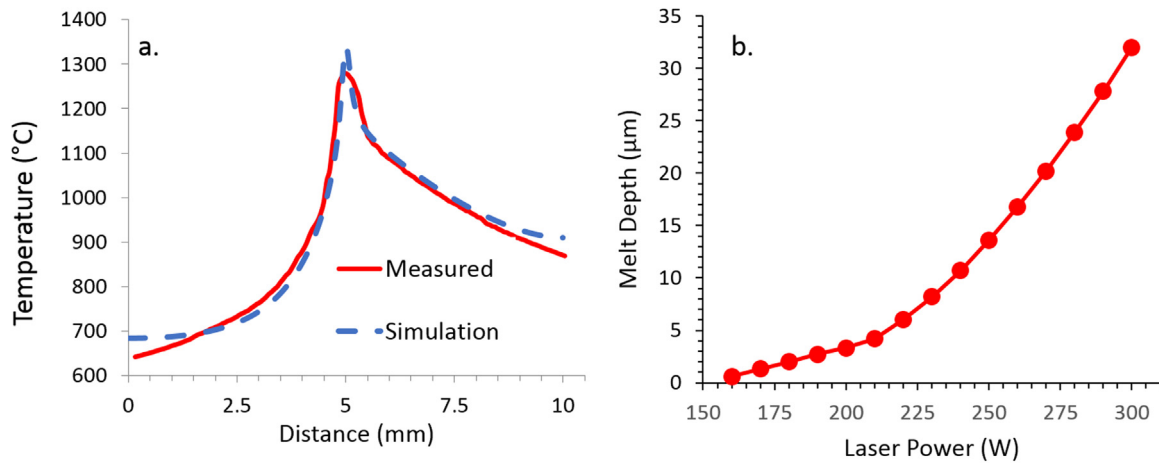 a.
1400
1300
1200
1100
1000
900
800
700
600
Temperature (°C)
Measured
Simulation
0 2.5 5 7.5 10
Distance (mm)
b.
35
30
25
20
15
10
5
0
Melt Depth (µm)
150 175 200 225 250 275 300
Laser Power (W)